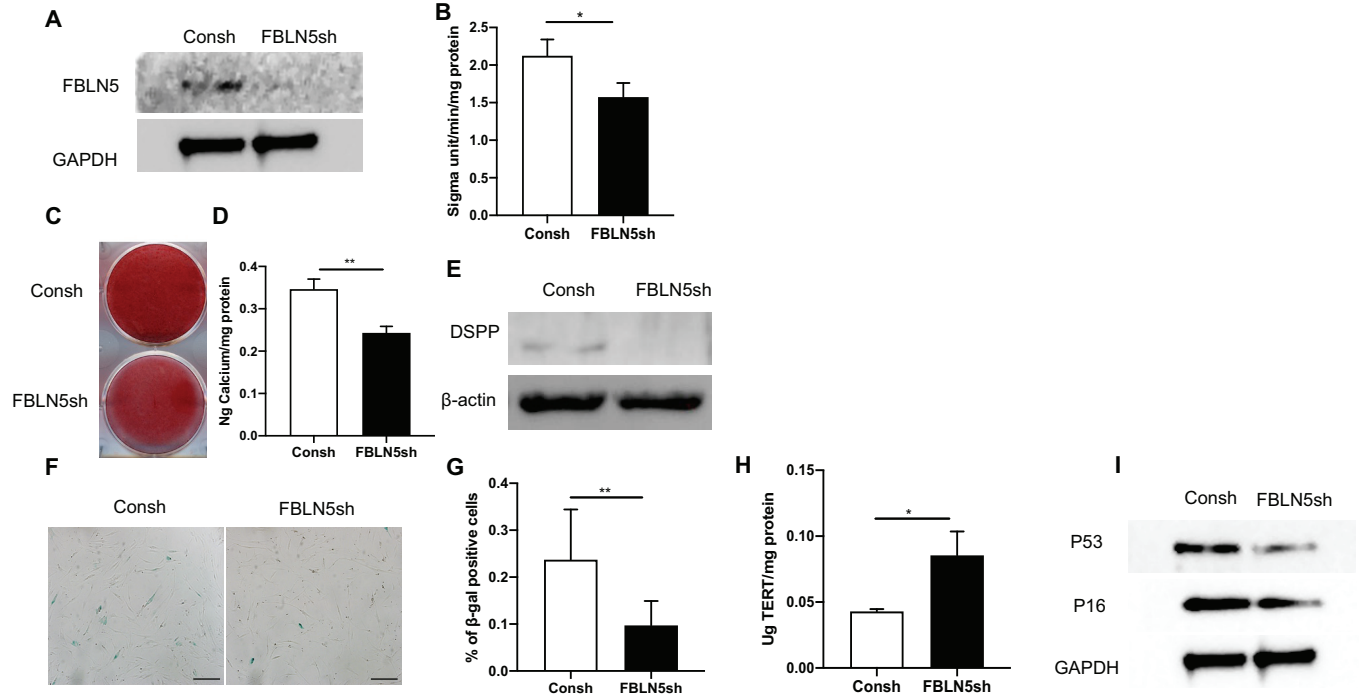 A
Consh FBLN5sh
FBLN5
GAPDH
B
*
2.5
2.0
1.5
1.0
0.5
0.0
Sigma unit/min/mg protein
Consh FBLN5sh
C
Consh
FBLN5sh
D
**
0.4
0.3
0.2
0.1
0.0
Ng Calcium/mg protein
Consh FBLN5sh
E
Consh FBLN5sh
DSPP
β-actin
F
Consh FBLN5sh
G
**
0.4
0.3
0.2
0.1
0.0
% of β-gal positive cells
Consh FBLN5sh
H
*
0.15
0.10
0.05
0.00
Ug TERT/mg protein
Consh FBLN5sh
I
Consh FBLN5sh
P53
P16
GAPDH